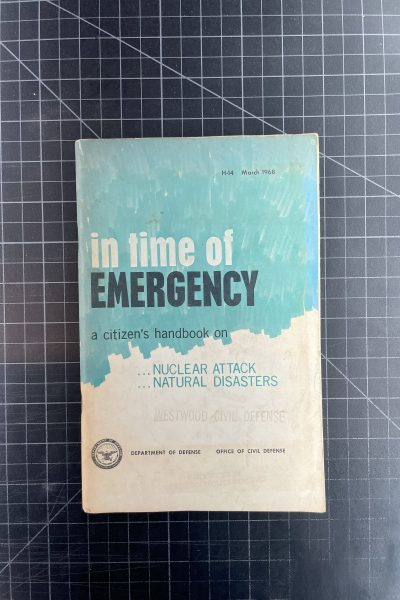 H-14 March 1968
in time of
EMERGENCY
a citizen's handbook on
...NUCLEAR ATTACK
...NATURAL DISASTERS
WESTWOOD CIVIL DEFENSE
DEPARTMENT OF DEFENSE OFFICE OF CIVIL DEFENSE